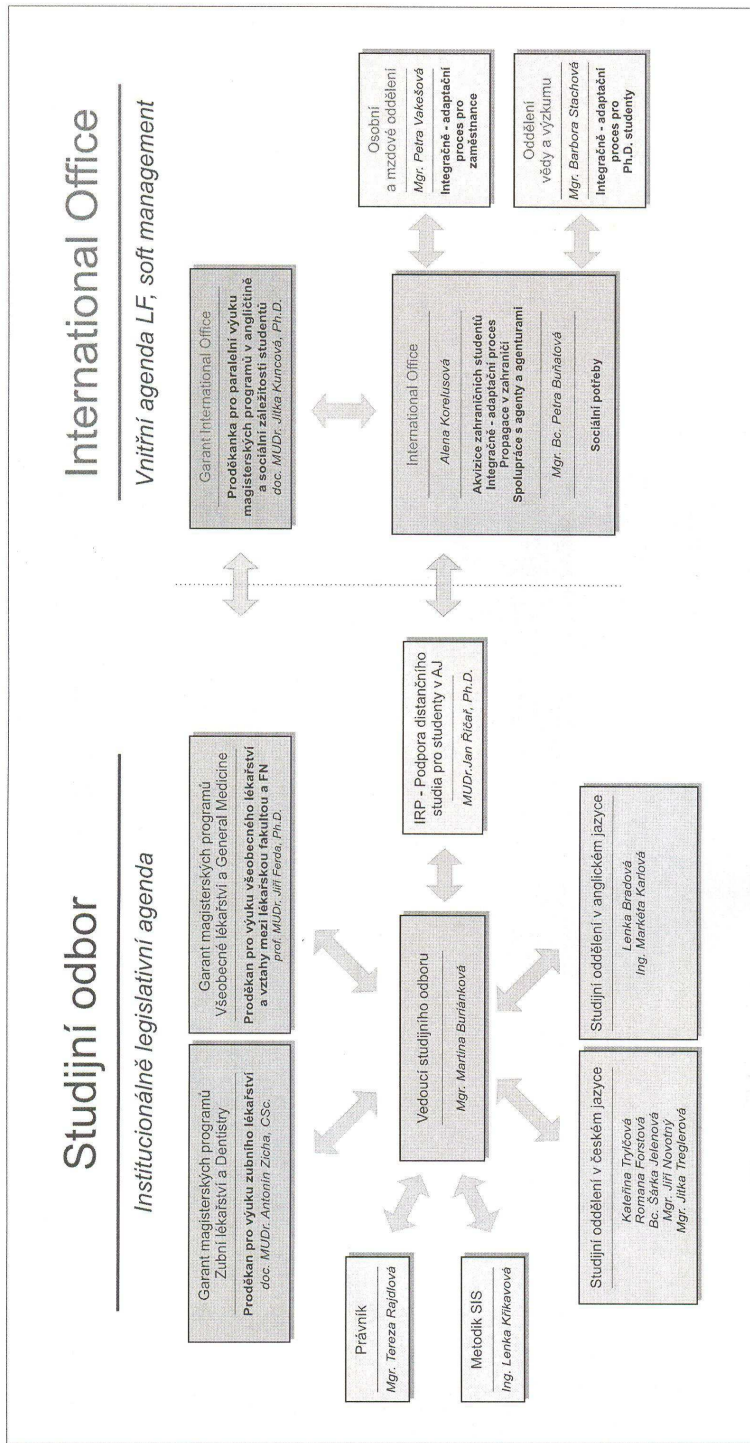 Studijní odbor
Institucionálně legislativní agenda
Garant magisterských programů
Zubní lékařství a Dentistry
Proděkan pro výuku zubního lékařství
doc. MUDr. Antonín Zicha, CSc.
Garant magisterských programů
Všeobecné lékařství a General Medicine
Proděkan pro výuku všeobecného lékařství
a vztahy mezi lékařskou fakultou a FN
prof. MUDr. Jiří Ferda, Ph.D.
Právník
Mgr. Tereza Rajdlová
Metodik SIS
Ing. Lenka Křikavová
Vedoucí studijního odboru
Mgr. Martina Buriánková
IRP - Podpora distančního
studia pro studenty v AJ
MUDr.Jan Říčař, Ph.D.
Studijní oddělení v českém jazyce
Kateřina Trylčová
Romana Forstová
Bc. Šárka Jelenová
Mgr. Jiří Novotný
Mgr. Jitka Treglerová
Studijní oddělení v anglickém jazyce
Lenka Bradová
Ing. Markéta Karlová
International Office
Vnitřní agenda LF, soft management
Garant International Office
Proděkanka pro paralelní výuku
magisterských programů v angličtině
a sociální záležitosti studentů
doc. MUDr. Jitka Kuncová, Ph.D.
International Office
Alena Korelusová
Akvizice zahraničních studentů
Integračně - adaptační proces
Propagace v zahraničí
Spolupráce s agenty a agenturami
Mgr. Bc. Petra Buňatová
Sociální potřeby
Osobní
a mzdové oddělení
Mgr. Petra Vakešová
Integračně - adaptační
proces pro
zaměstnance
Oddělení
vědy a výzkumu
Mgr. Barbora Stachová
Integračně - adaptační
proces pro
Ph.D. studenty